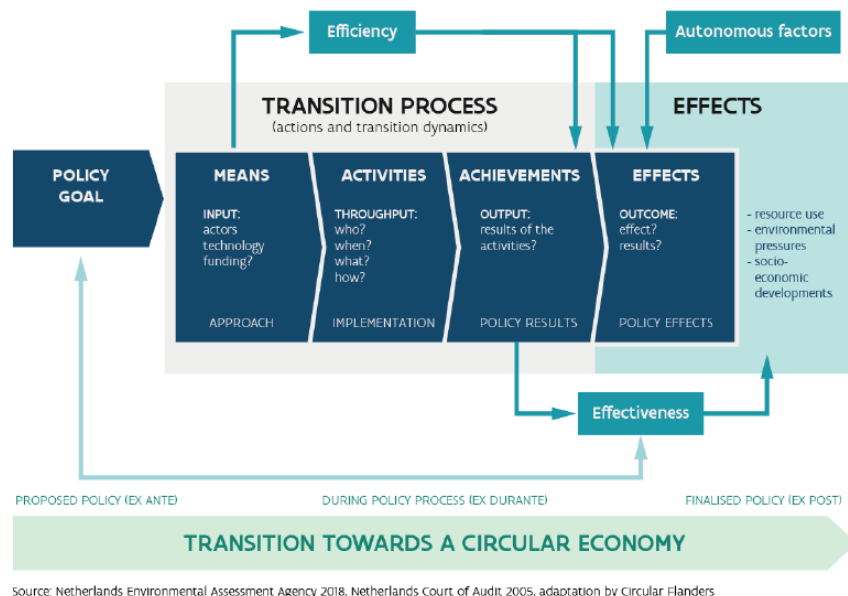 Efficiency
Autonomous factors
TRANSITION PROCESS
(actions and transition dynamics)
EFFECTS
POLICY
GOAL
MEANS
INPUT:
actors
technology
funding?
APPROACH
ACTIVITIES
THROUGHPUT:
who?
when?
what?
how?
IMPLEMENTATION
ACHIEVEMENTS
OUTPUT:
results of the
activities?
POLICY RESULTS
EFFECTS
OUTCOME:
effect?
results?
POLICY EFFECTS
- resource use
- environmental
pressures
- socio-
economic
developments
Effectiveness
PROPOSED POLICY (EX ANTE)
DURING POLICY PROCESS (EX DURANTE)
FINALISED POLICY (EX POST)
TRANSITION TOWARDS A CIRCULAR ECONOMY
Source: Netherlands Environmental Assessment Agency 2018, Netherlands Court of Audit 2005, adaptation by Circular Flanders